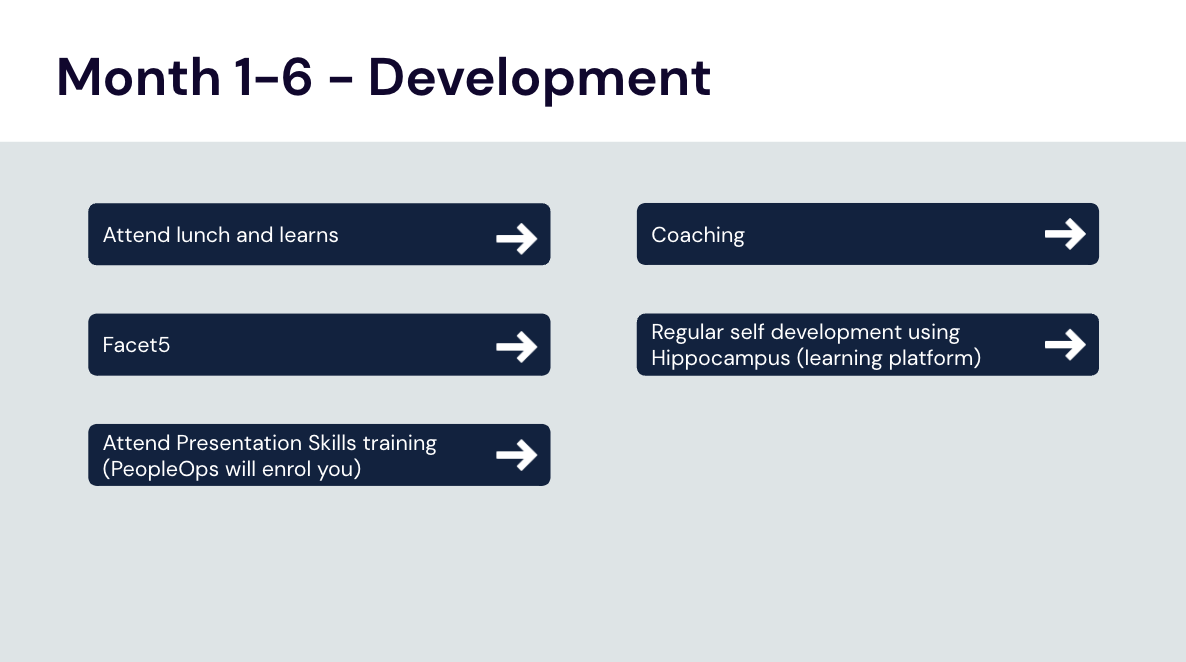 Month 1-6 - Development
Attend lunch and learns
Coaching
Facet5
Regular self development using
Hippocampus (learning platform)
Attend Presentation Skills training
(PeopleOps will enrol you)